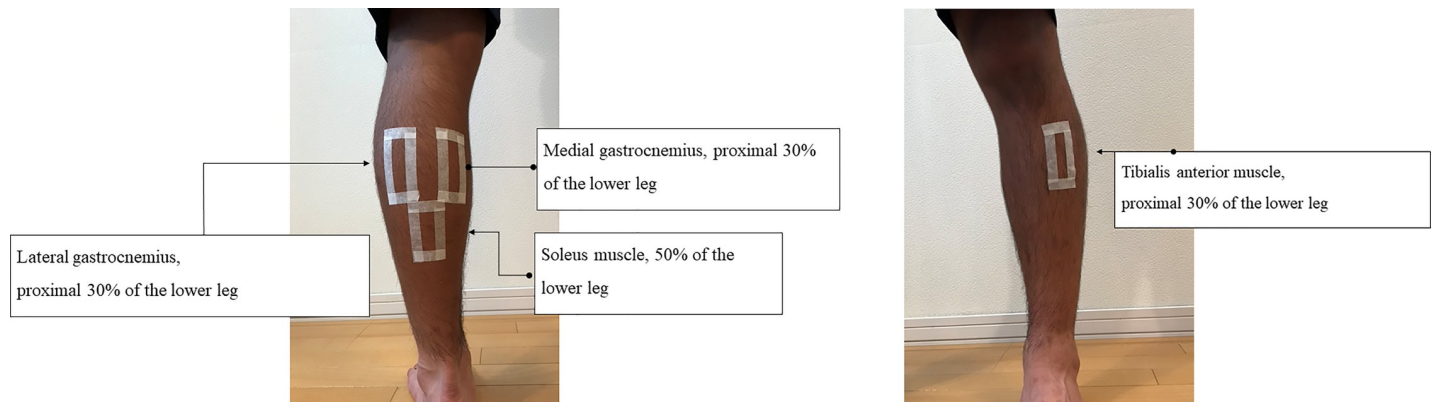 Medial gastrocnemius, proximal 30%
of the lower leg
Lateral gastrocnemius,
proximal 30% of the lower leg
Soleus muscle, 50% of the
lower leg
Tibialis anterior muscle,
proximal 30% of the lower leg